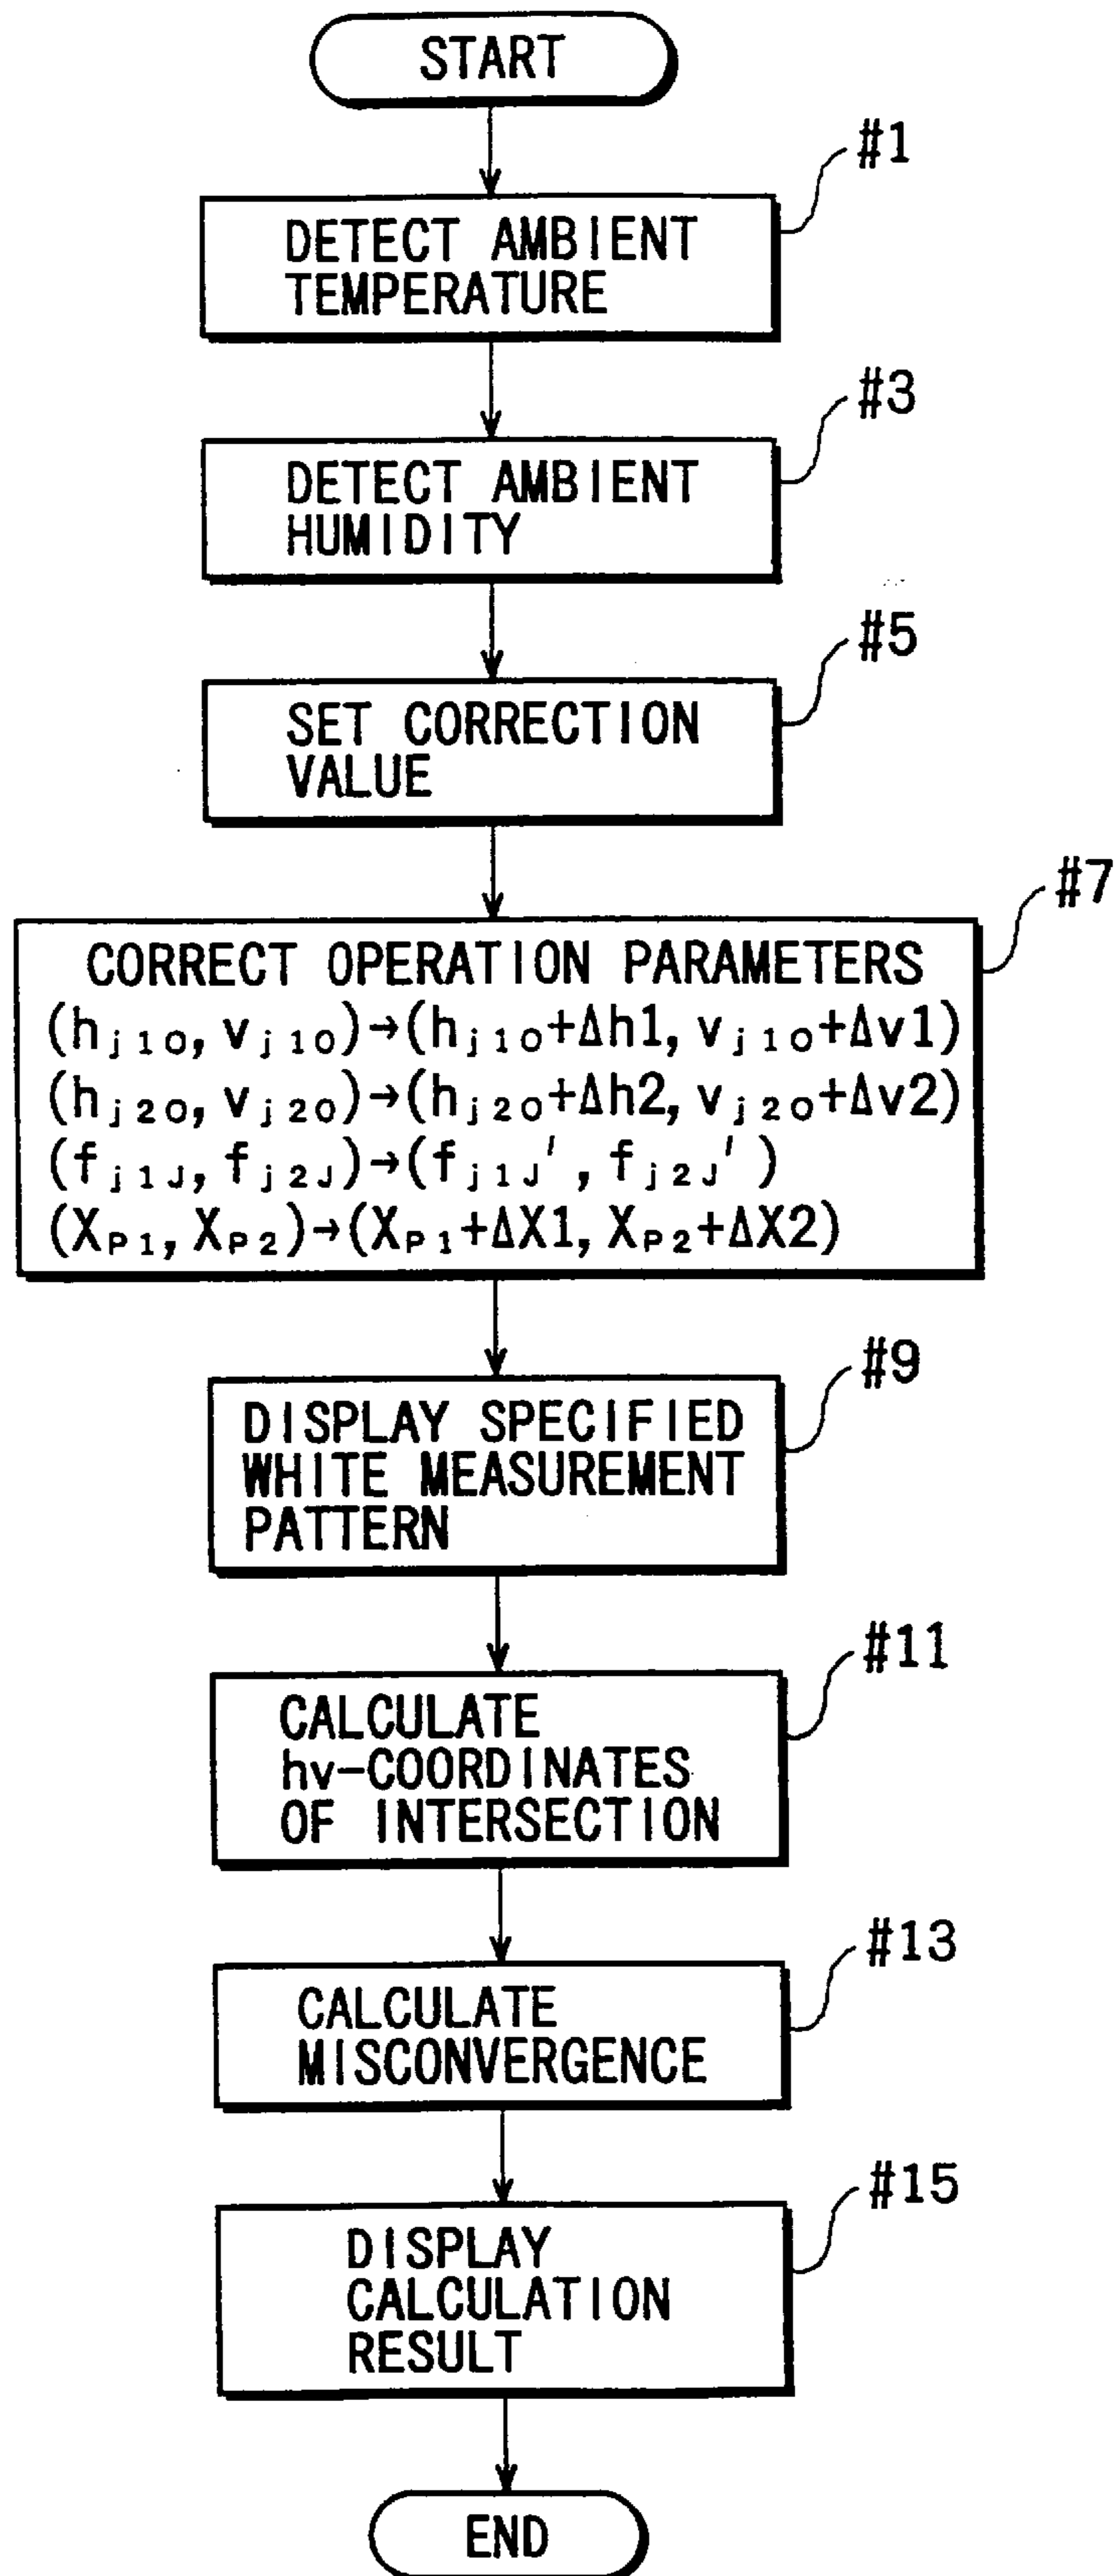 START
#1
DETECT AMBIENT
TEMPERATURE
#3
DETECT AMBIENT
HUMIDITY
#5
SET CORRECTION
VALUE
#7
CORRECT OPERATION PARAMETERS
(hj10, vj10)→(hj10+Δh1, vj10+Δv1)
(hj20, vj20)→(hj20+Δh2, vj20+Δv2)
(fj1J, fj2J)→(fj1J', fj2J')
(XP1, XP2)→(XP1+ΔX1, XP2+ΔX2)
#9
DISPLAY SPECIFIED
WHITE MEASUREMENT
PATTERN
#11
CALCULATE
hv-COORDINATES
OF INTERSECTION
#13
CALCULATE
MISCONVERGENCE
#15
DISPLAY
CALCULATION
RESULT
END